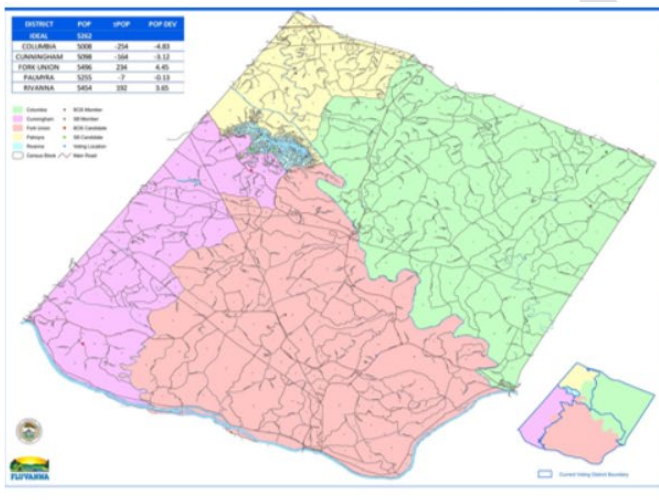 DISTRICT POP ±POP POP DEV
IDEAL 5262
COLUMBIA 5008 -254 -4.83
CUNNINGHAM 5098 -164 -3.12
FORK UNION 5496 234 4.45
PALMYRA 5255 -7 -0.13
RIVANNA 5454 192 3.65
Columbia BOS Member
Cunningham SB Member
Fork Union BOS Candidate
Palmyra SB Candidate
Rivanna Voting Location
Census Block Main Road
FLUVANNA
Current Voting District Boundary